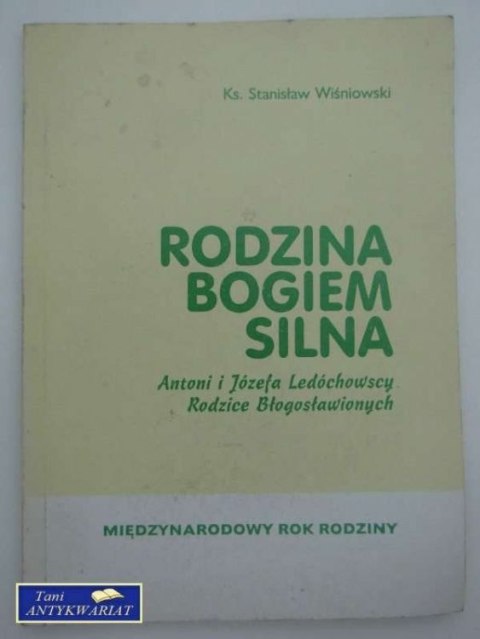 Ks. Stanisław Wiśniowski
RODZINA
BOGIEM
SILNA
Antoni i Józefa Ledóchowscy
Rodzice Błogosławionych
MIĘDZYNARODOWY ROK RODZINY
Tani
ANTYKWARIAT